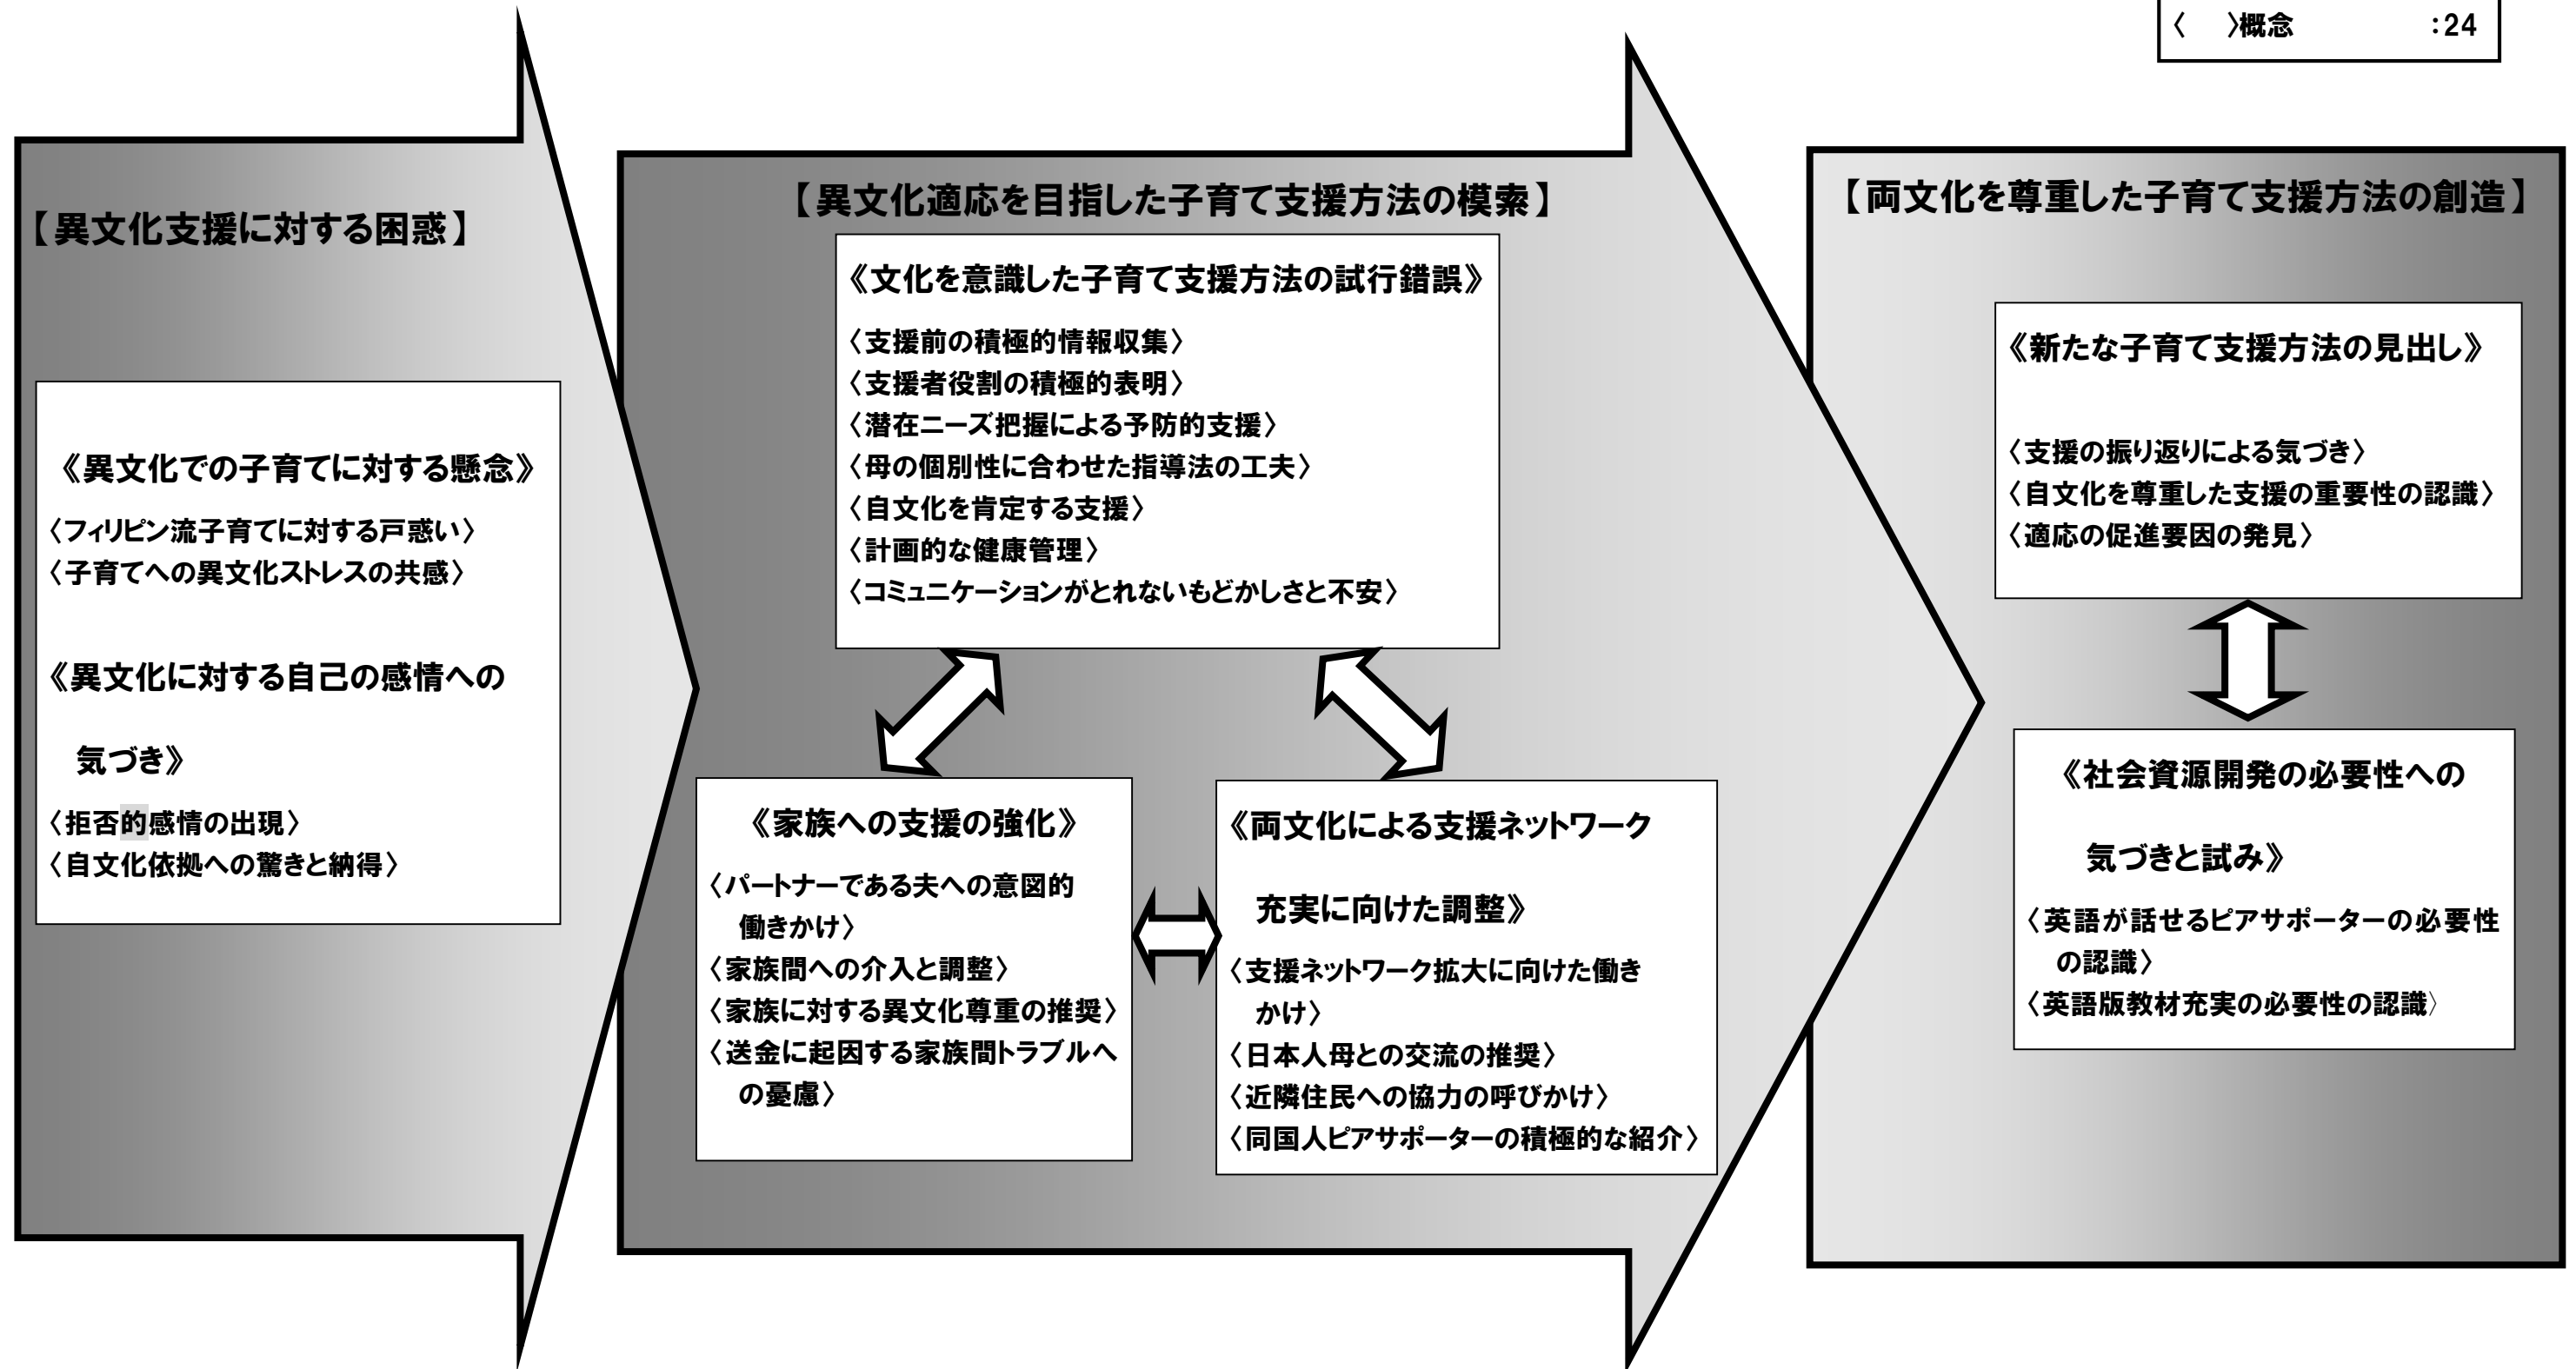 〈　〉概念　　　　:24
【異文化支援に対する困惑】
《異文化での子育てに対する懸念》
〈フィリピン流子育てに対する戸惑い〉
〈子育てへの異文化ストレスの共感〉
《異文化に対する自己の感情への
気づき》
〈拒否的感情の出現〉
〈自文化依拠への驚きと納得〉
【異文化適応を目指した子育て支援方法の模索】
《文化を意識した子育て支援方法の試行錯誤》
〈支援前の積極的情報収集〉
〈支援者役割の積極的表明〉
〈潜在ニーズ把握による予防的支援〉
〈母の個別性に合わせた指導法の工夫〉
〈自文化を肯定する支援〉
〈計画的な健康管理〉
〈コミュニケーションがとれないもどかしさと不安〉
《家族への支援の強化》
〈パートナーである夫への意図的
働きかけ〉
〈家族間への介入と調整〉
〈家族に対する異文化尊重の推奨〉
〈送金に起因する家族間トラブルへ
の憂慮〉
《両文化による支援ネットワーク
充実に向けた調整》
〈支援ネットワーク拡大に向けた働き
かけ〉
〈日本人母との交流の推奨〉
〈近隣住民への協力の呼びかけ〉
〈同国人ピアサポーターの積極的な紹介〉
【両文化を尊重した子育て支援方法の創造】
《新たな子育て支援方法の見出し》
〈支援の振り返りによる気づき〉
〈自文化を尊重した支援の重要性の認識〉
〈適応の促進要因の発見〉
《社会資源開発の必要性への
気づきと試み》
〈英語が話せるピアサポーターの必要性
の認識〉
〈英語版教材充実の必要性の認識〉